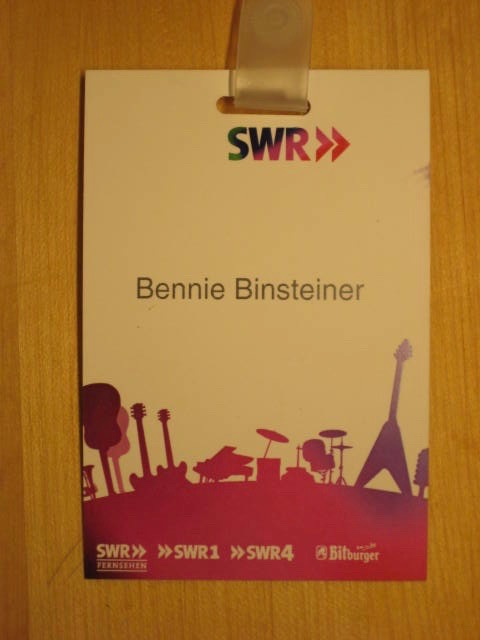 SWR»
Bennie Binsteiner
SWR» »SWR1 »SWR4 Bitburger
FERNSEHEN